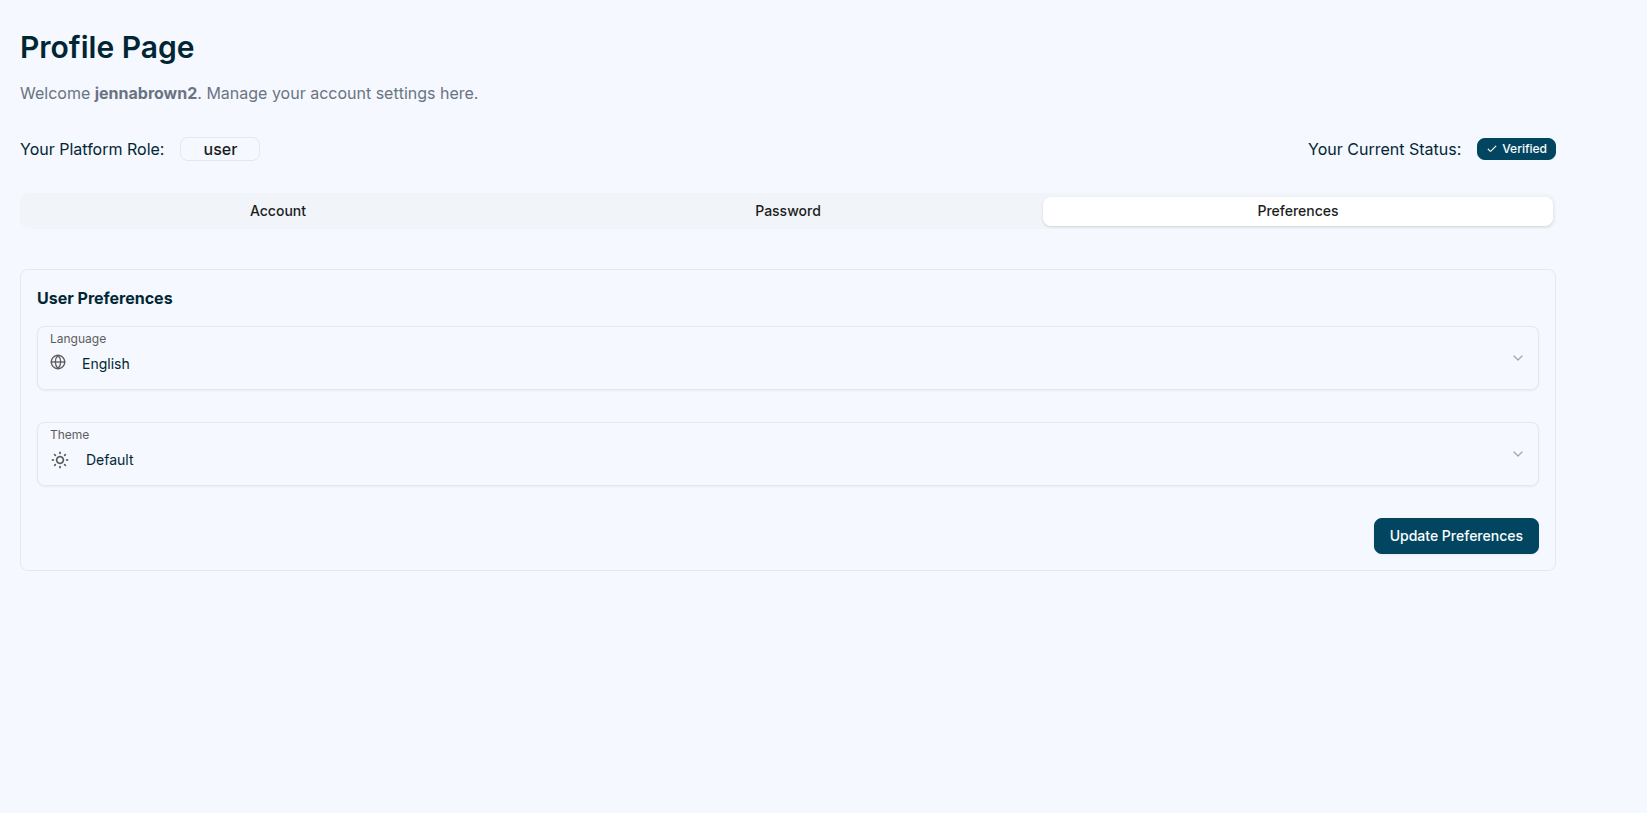 Profile Page
Welcome jennabrown2. Manage your account settings here.
Your Platform Role: user
Your Current Status: Verified
Account Password Preferences
User Preferences
Language
English
Theme
Default
Update Preferences